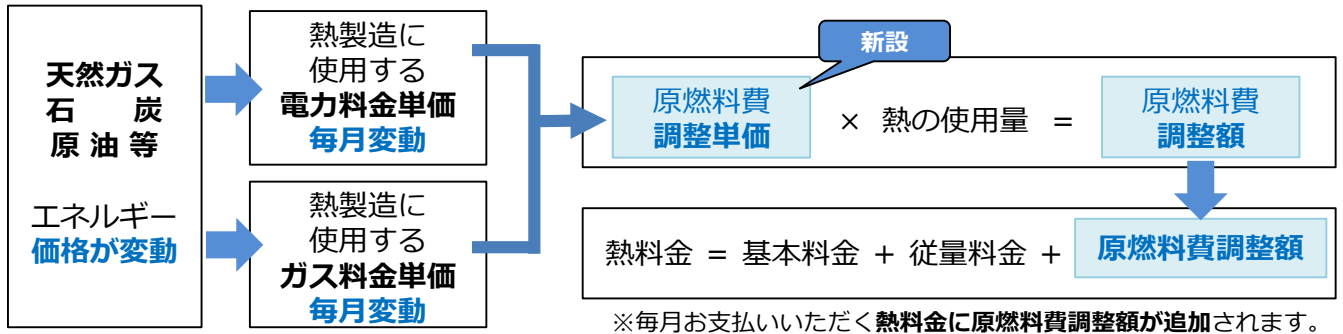 天然ガス
石　　炭
原 油 等
エネルギー
価格が変動
熱製造に
使用する
電力料金単価
毎月変動
熱製造に
使用する
ガス料金単価
毎月変動
新設
原燃料費
調整単価
× 熱の使用量 =
原燃料費
調整額
熱料金 = 基本料金 + 従量料金 + 原燃料費調整額
※毎月お支払いいただく熱料金に原燃料費調整額が追加されます。